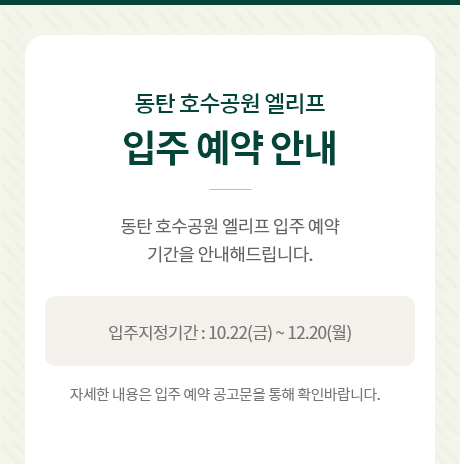 동탄 호수공원 엘리프
입주 예약 안내
동탄 호수공원 엘리프 입주 예약
기간을 안내해드립니다.
입주지정기간 : 10.22(금) ~ 12.20(월)
자세한 내용은 입주 예약 공고문을 통해 확인바랍니다.